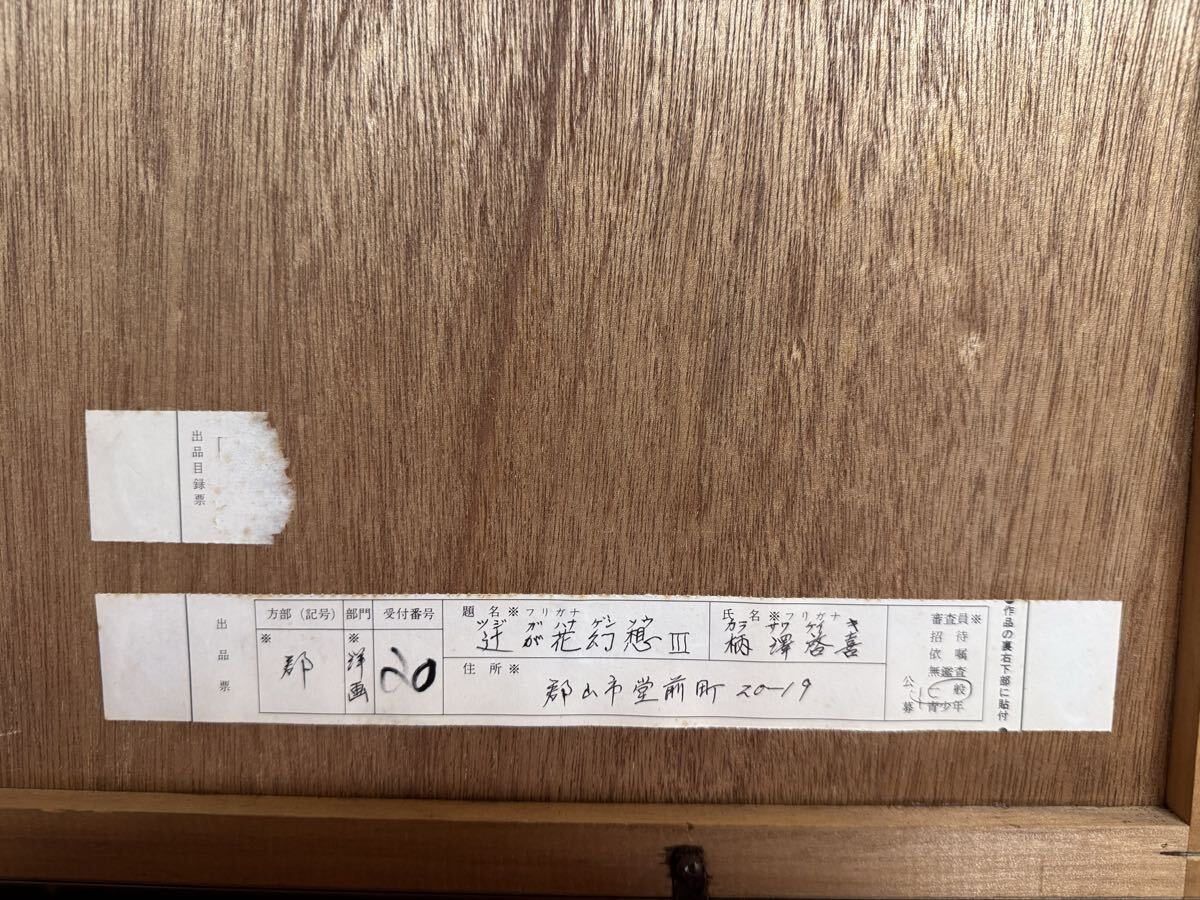 出品目録票
出品票
方部（記号）
※
郡
部門
※
洋画
受付番号
20
題名※フリガナ
ツジ ガ ハナ ゲン ソウ
辻が花幻想 III
氏名※フリガナ
カラ サワ ケイ キ
柄澤啓喜
住所※
郡山市堂前町 20-19
審査員※
招待
依嘱
無鑑査
公募
一般
青少年
●作品の裏右下部に貼付●